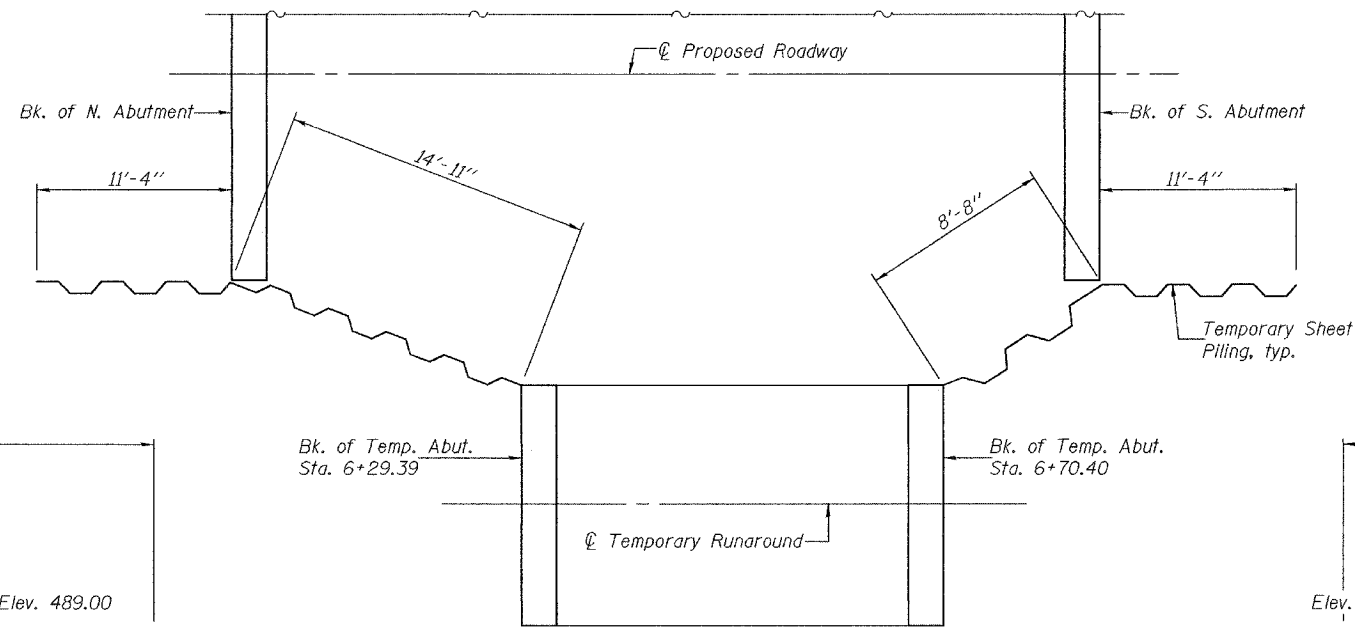 ℄ Proposed Roadway
Bk. of N. Abutment
Bk. of S. Abutment
14'-11"
11'-4"
8'-8"
11'-4"
Temporary Sheet
Piling, typ.
Bk. of Temp. Abut.
Sta. 6+29.39
Bk. of Temp. Abut.
Sta. 6+70.40
℄ Temporary Runaround
Elev. 489.00
Elev.